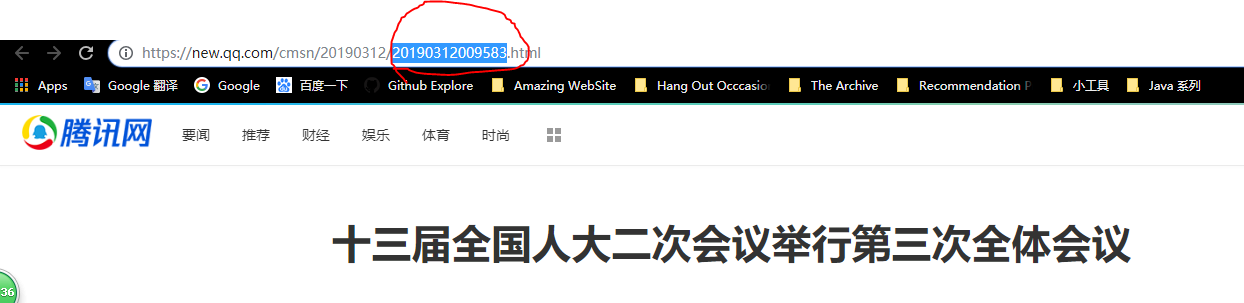 https://new.qq.com/cmsn/20190312/20190312009583.html
Apps Google 翻译 Google 百度一下 Github Explore Amazing WebSite Hang Out Occcasion The Archive Recommendation P 小工具 Java 系列
腾讯网 要闻 推荐 财经 娱乐 体育 时尚
十三届全国人大二次会议举行第三次全体会议
36